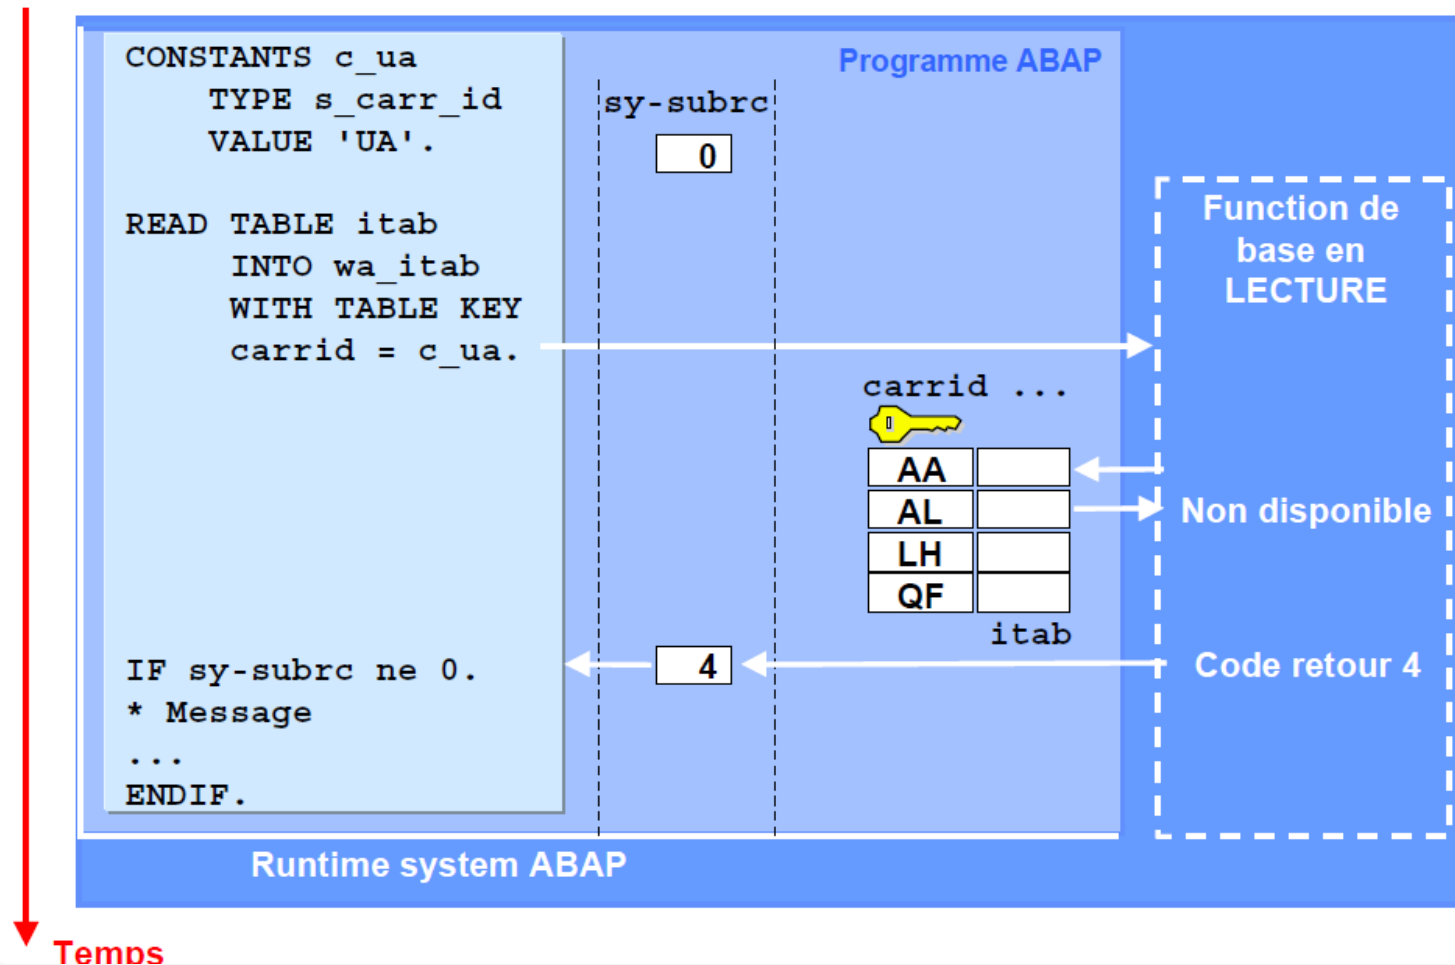 CONSTANTS c_ua
TYPE s_carr_id
VALUE 'UA'.
READ TABLE itab
INTO wa_itab
WITH TABLE KEY
carrid = c_ua.
IF sy-subrc ne 0.
* Message
...
ENDIF.
sy-subrc
0
4
Programme ABAP
carrid ...
AA
AL
LH
QF
itab
Function de
base en
LECTURE
Non disponible
Code retour 4
Runtime system ABAP
Temps